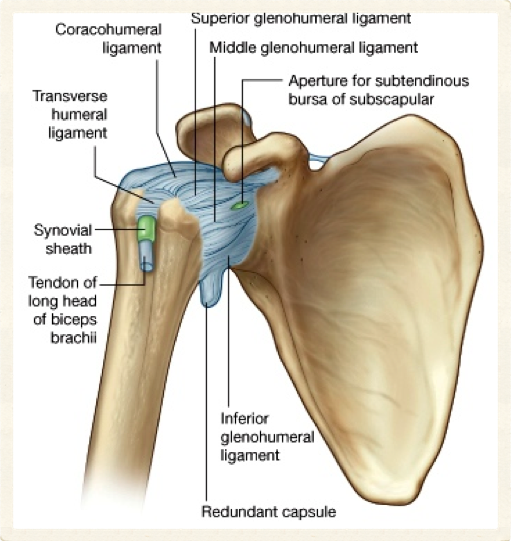 Superior glenohumeral ligament
Coracohumeral
ligament
Middle glenohumeral ligament
Aperture for subtendinous
bursa of subscapular
Transverse
humeral
ligament
Synovial
sheath
Tendon of
long head
of biceps
brachii
Inferior
glenohumeral
ligament
Redundant capsule